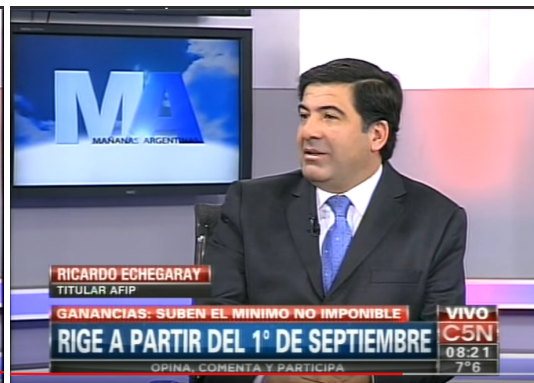 MA
MAÑANAS ARGENTINAS
RICARDO ECHEGARAY
TITULAR AFIP
GANANCIAS: SUBEN EL MINIMO NO IMPONIBLE
RIGE A PARTIR DEL 1° DE SEPTIEMBRE
OPINA, COMENTA Y PARTICIPA
VIVO
C5N
08:21
7°6